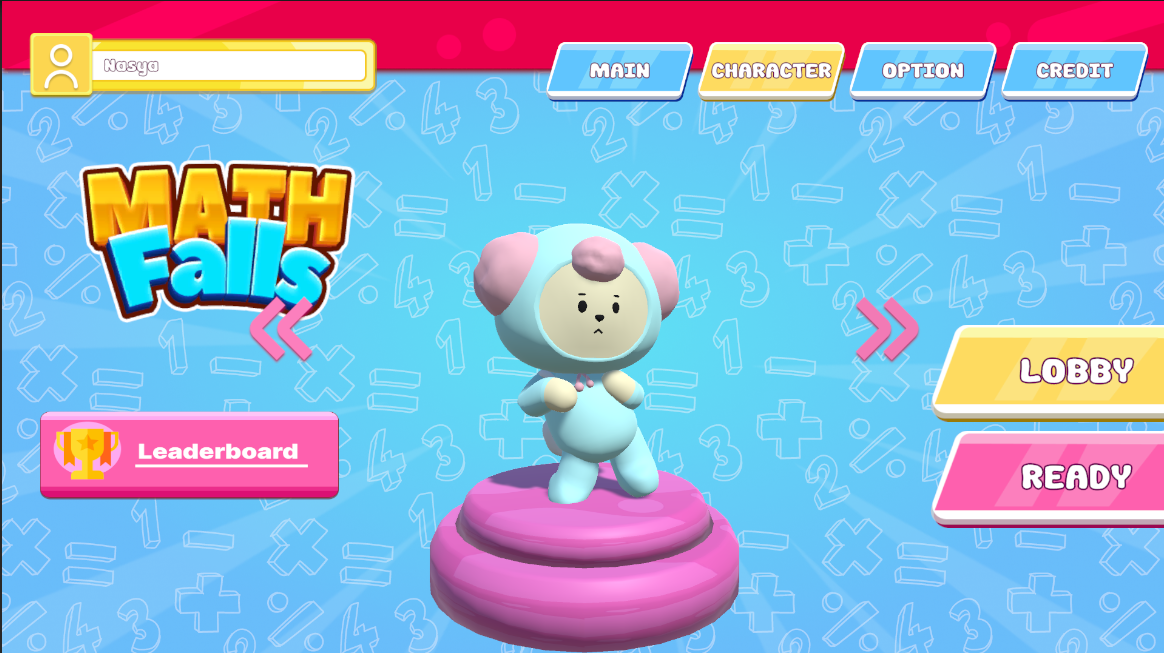 Nasya
MAIN
CHARACTER
OPTION
CREDIT
MATH
Falls
Leaderboard
LOBBY
READY